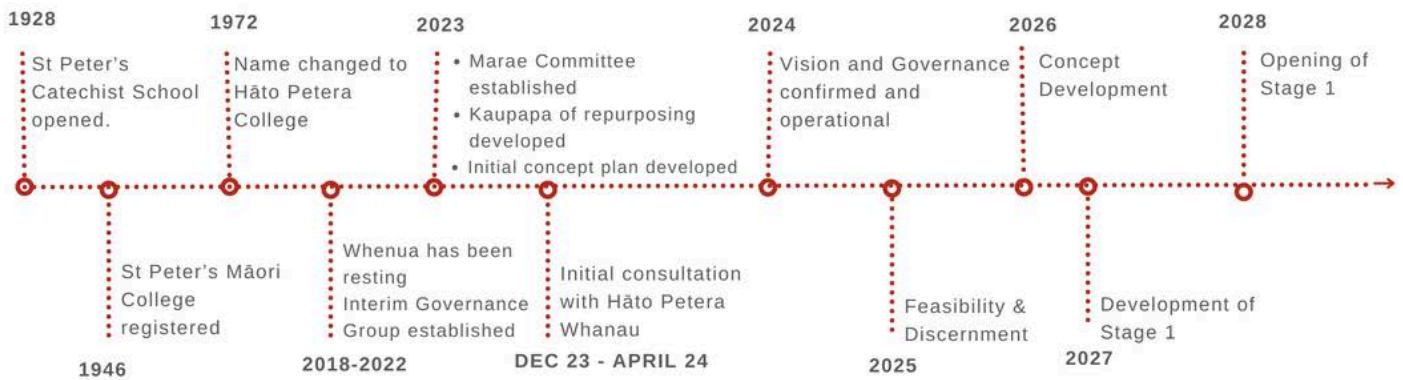 1928
St Peter's
Catechist School
opened.
St Peter's Māori
College
registered
1946
1972
Name changed to
Hāto Petera
College
Whenua has been
resting
Interim Governance
Group established
2018-2022
2023
• Marae Committee
established
• Kaupapa of repurposing
developed
• Initial concept plan developed
Initial consultation
with Hāto Petera
Whanau
DEC 23 - APRIL 24
2024
Vision and Governance
confirmed and
operational
Feasibility &
Discernment
2025
2026
Concept
Development
Development of
Stage 1
2027
2028
Opening of
Stage 1